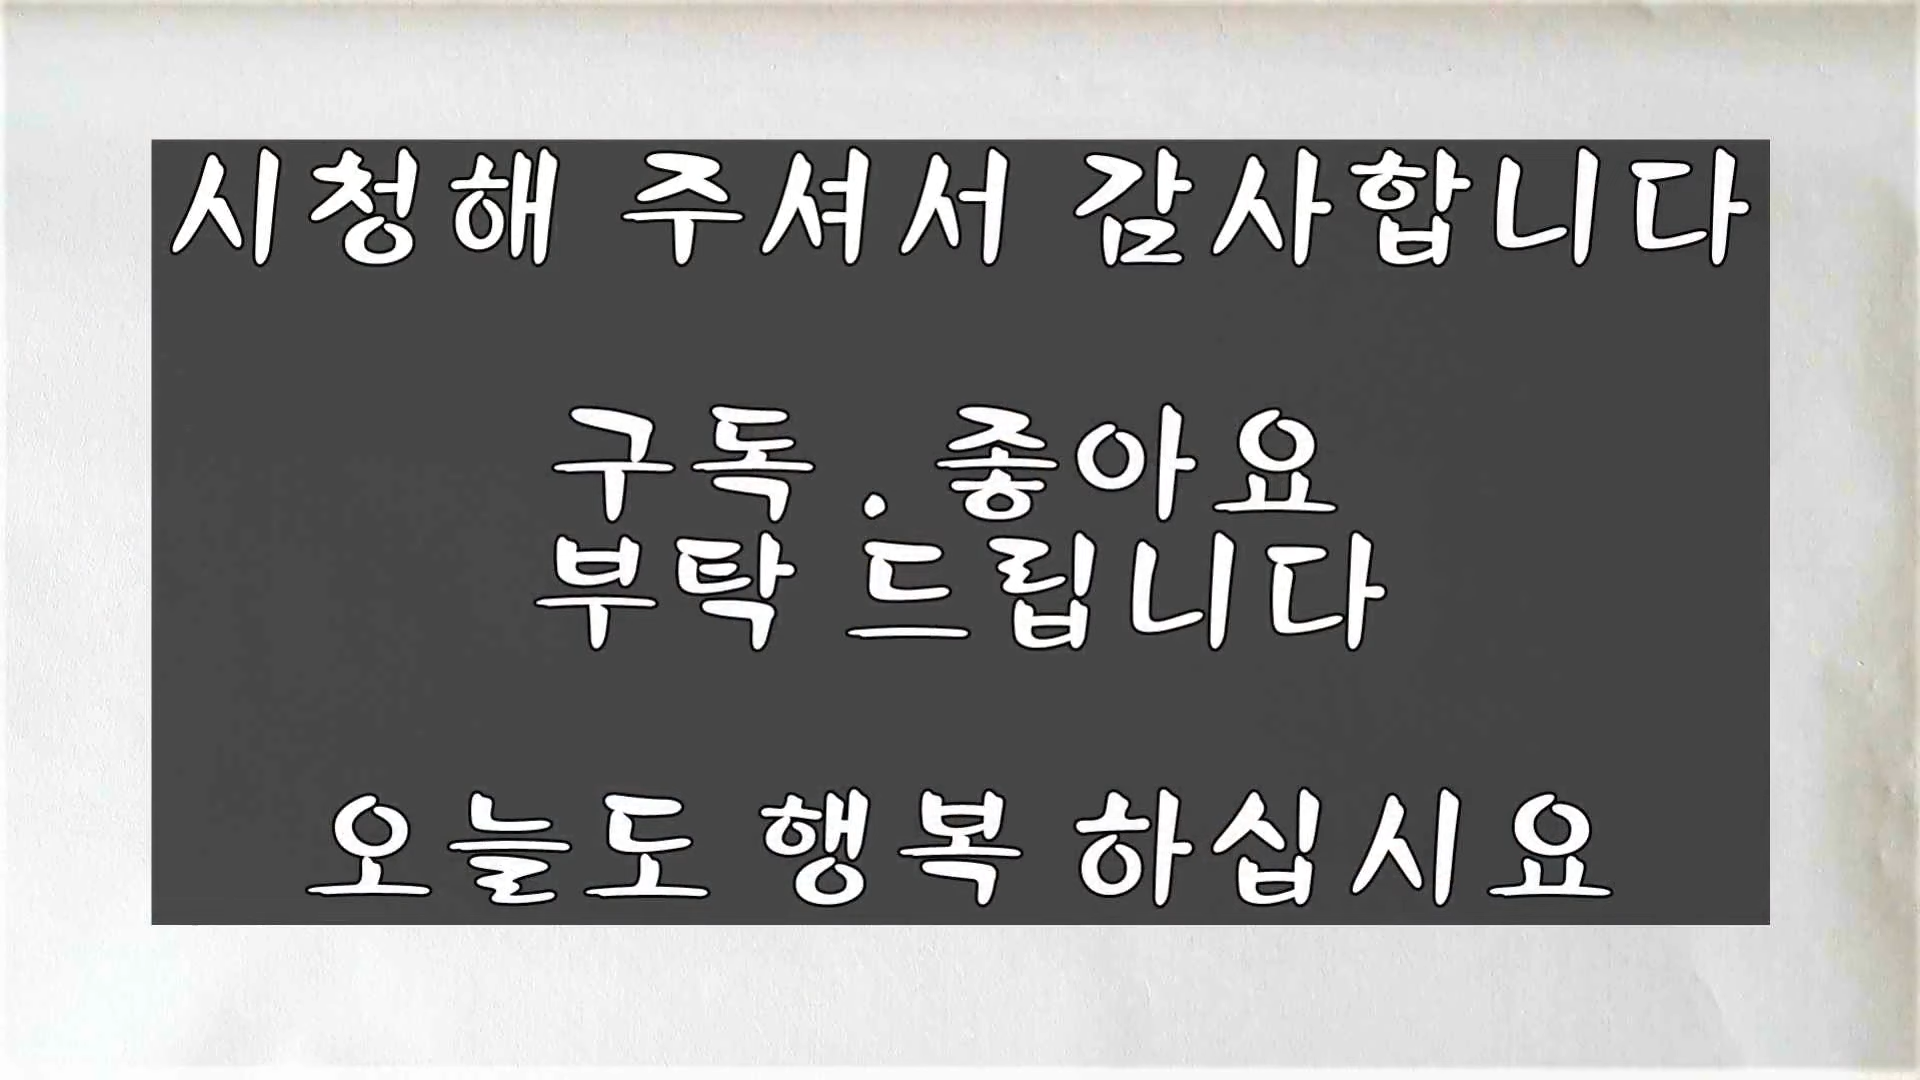 시청해 주셔서 감사합니다
구독 . 좋아요
부탁 드립니다
오늘도 행복 하십시요